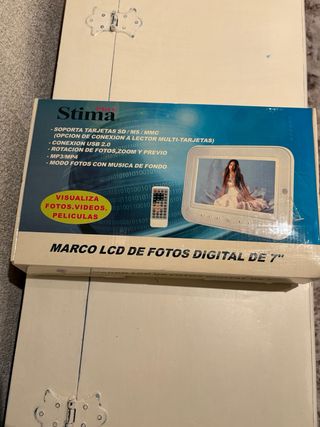 Stima
- SOPORTA TARJETAS SD / MS / MMC
(OPCION DE CONEXION A LECTOR MULTI-TARJETAS)
- CONEXION USB 2.0
- ROTACION DE FOTOS,ZOOM Y PREVIO
- MP3/MP4
- MODO FOTOS CON MUSICA DE FONDO
VISUALIZA
FOTOS.VIDEOS.
PELICULAS
MARCO LCD DE FOTOS DIGITAL DE 7"